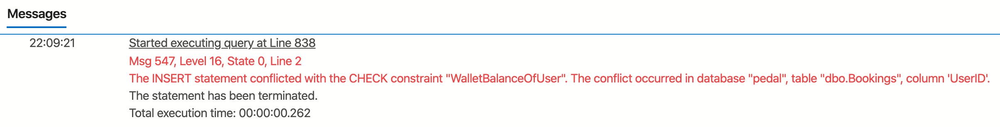 Messages
22:09:21 Started executing query at Line 838
Msg 547, Level 16, State 0, Line 2
The INSERT statement conflicted with the CHECK constraint "WalletBalanceOfUser". The conflict occurred in database "pedal", table "dbo.Bookings", column 'UserID'.
The statement has been terminated.
Total execution time: 00:00:00.262